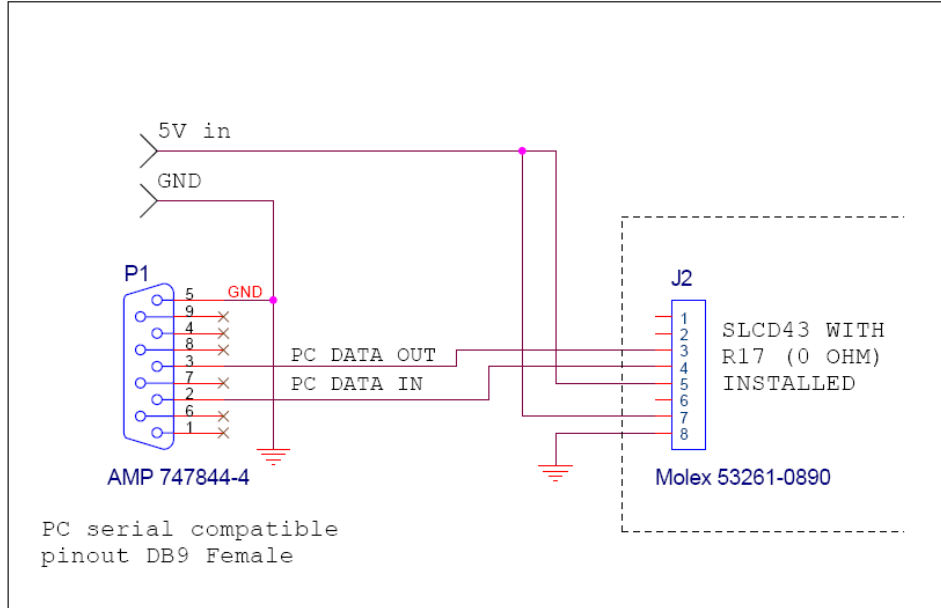 5V in
GND
P1
5
GND
9
4
8
3
PC DATA OUT
7
PC DATA IN
2
6
1
AMP 747844-4
PC serial compatible
pinout DB9 Female
J2
1
2
3
4
5
6
7
8
SLCD43 WITH
R17 (0 OHM)
INSTALLED
Molex 53261-0890